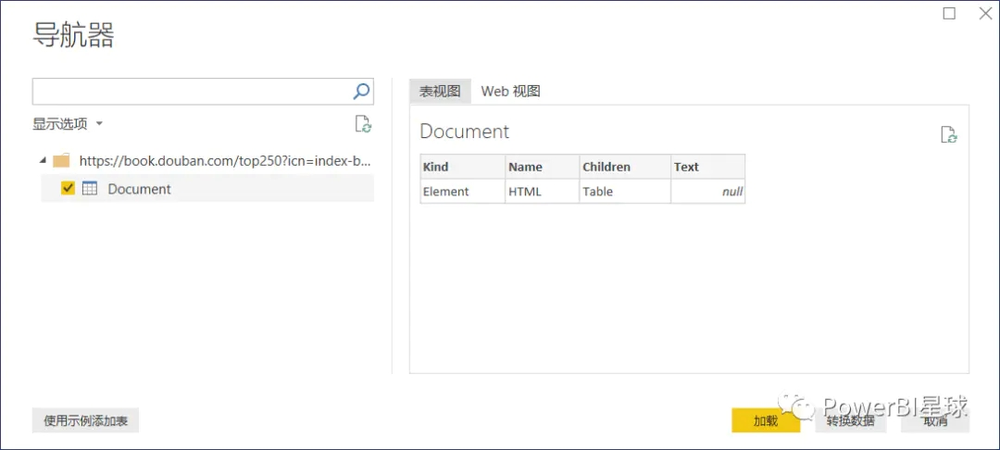 导航器
显示选项
https://book.douban.com/top250?icn=index-b...
Document
使用示例添加表
表视图 Web 视图
Document
Kind Name Children Text
Element HTML Table null
加载 转换数据 取消
PowerBI星球